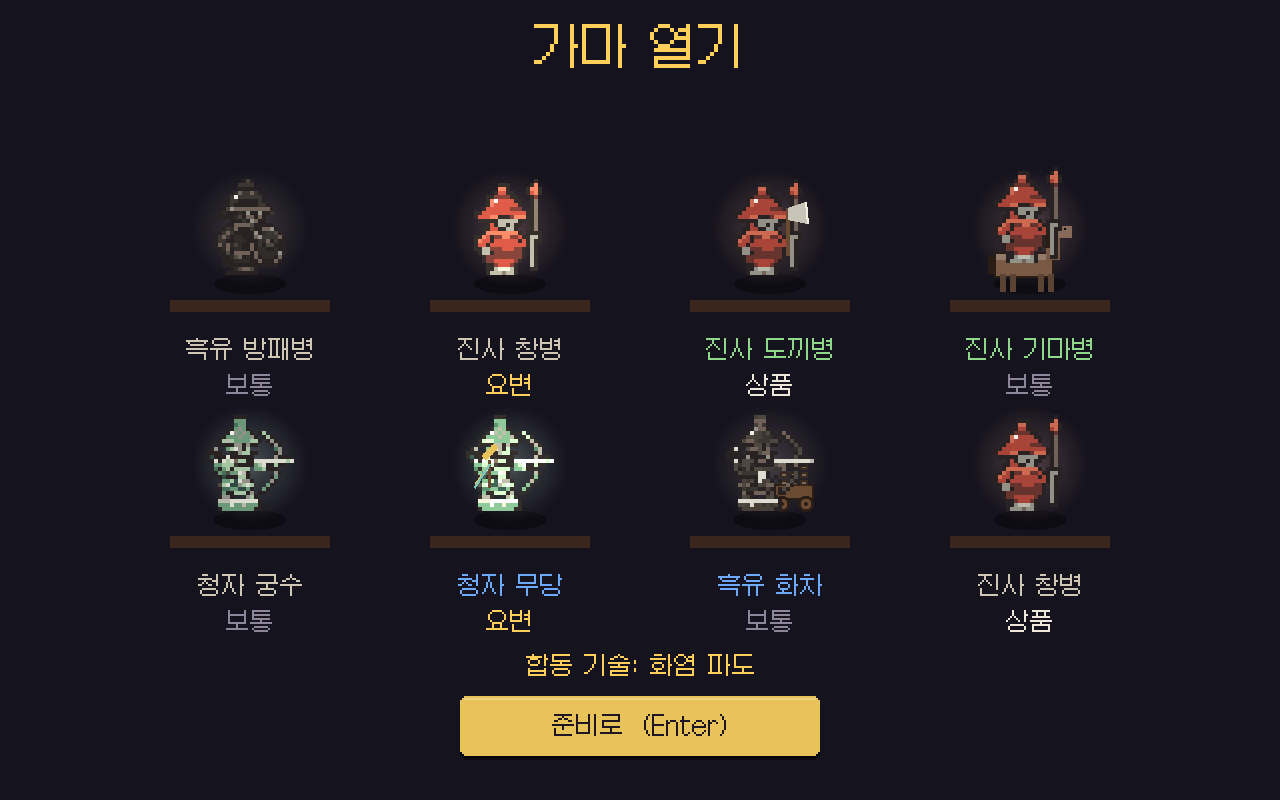 가마 열기
흑유 방패병
보통
진사 창병
요변
진사 도끼병
상품
진사 기마병
보통
청자 궁수
보통
청자 무당
요변
흑유 화차
보통
진사 창병
상품
합동 기술: 화염 파도
준비로 (Enter)